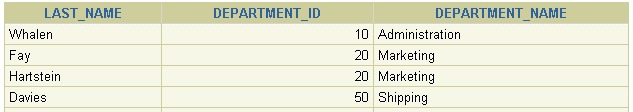 LAST_NAME DEPARTMENT_ID DEPARTMENT_NAME
Whalen 10 Administration
Fay 20 Marketing
Hartstein 20 Marketing
Davies 50 Shipping